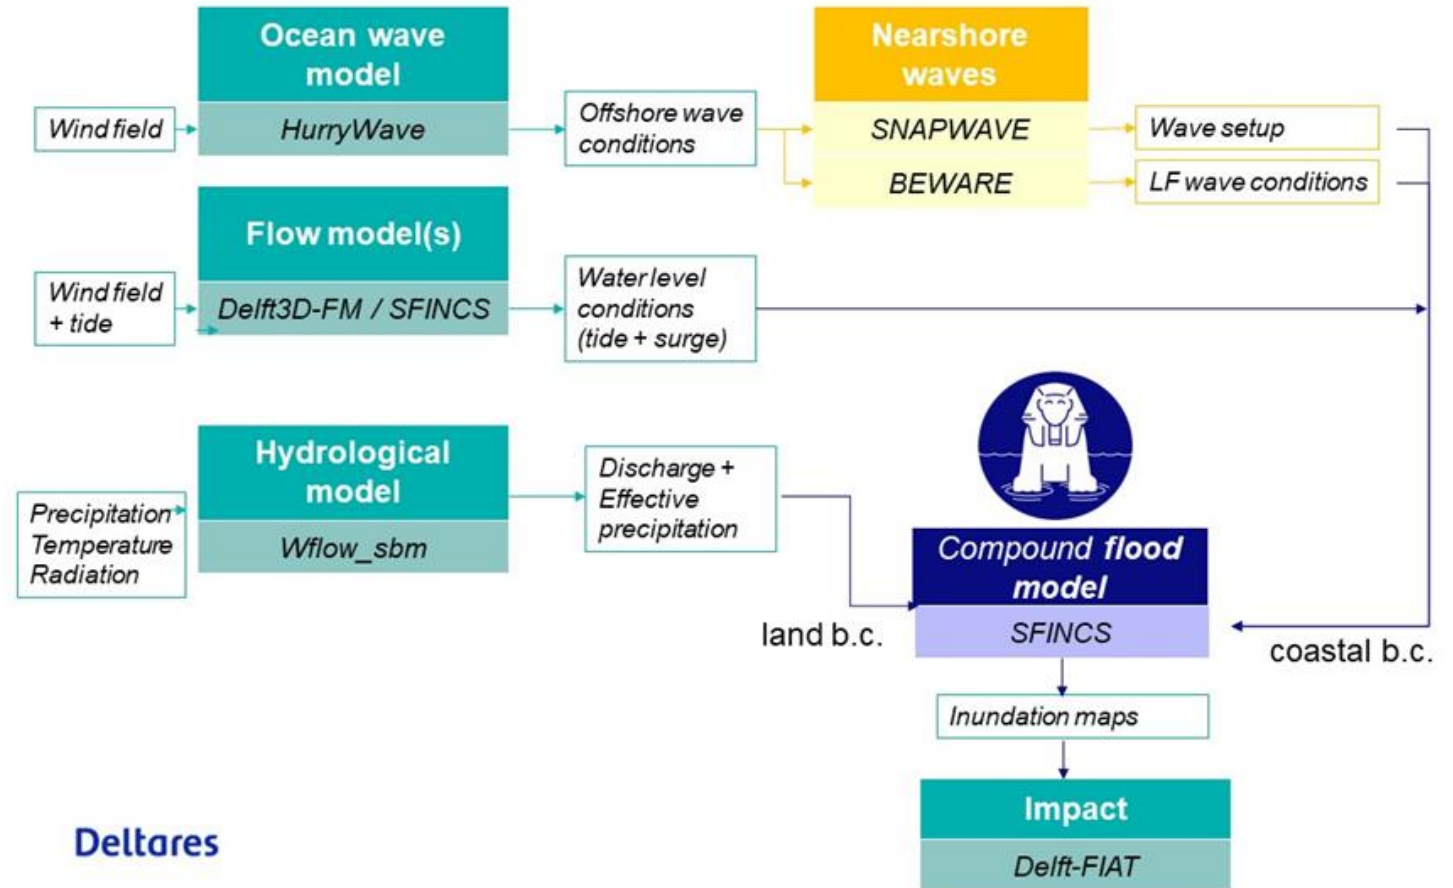 Ocean wave
model
Nearshore
waves
Wind field
HurryWave
Offshore wave
conditions
SNAPWAVE
Wave setup
BEWARE
LF wave conditions
Flow model(s)
Wind field
+ tide
Delft3D-FM / SFINCS
Water level
conditions
(tide + surge)
Hydrological
model
Precipitation
Temperature
Radiation
Wflow_sbm
Discharge +
Effective
precipitation
Compound flood
model
land b.c.
SFINCS
coastal b.c.
Inundation maps
Impact
Delft-FIAT
Deltares